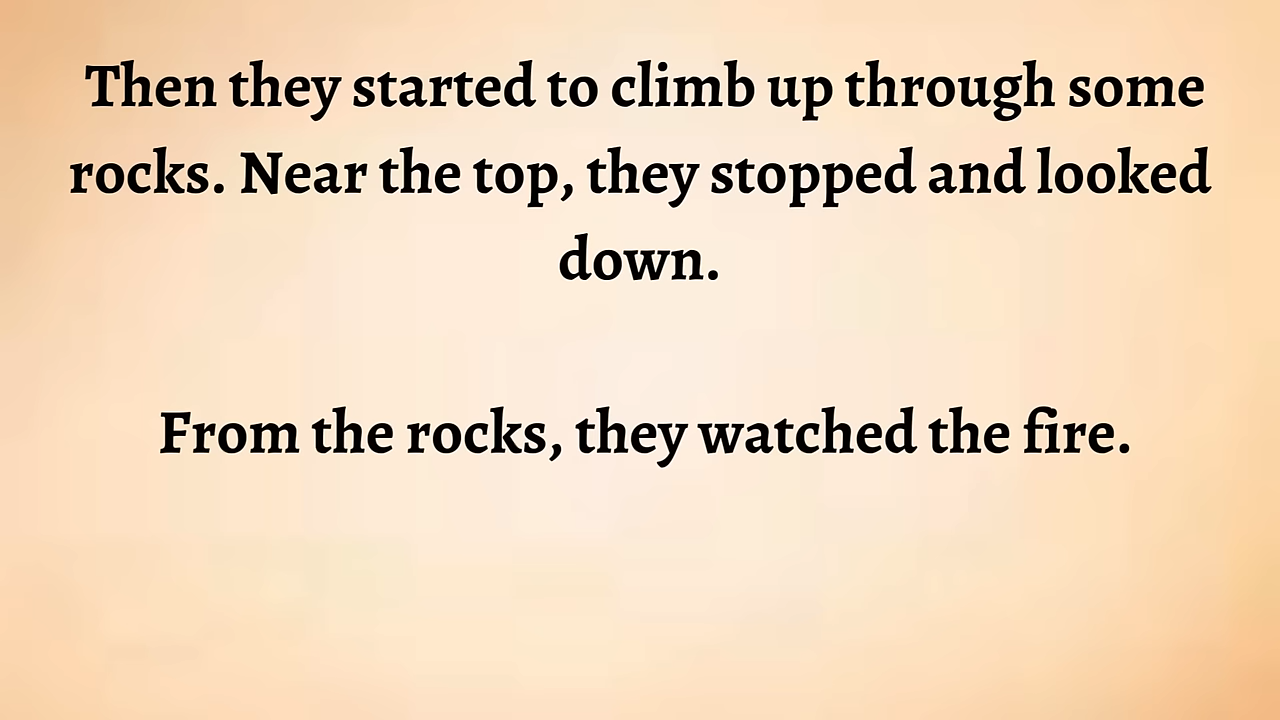 Then they started to climb up through some
rocks. Near the top, they stopped and looked
down.
From the rocks, they watched the fire.